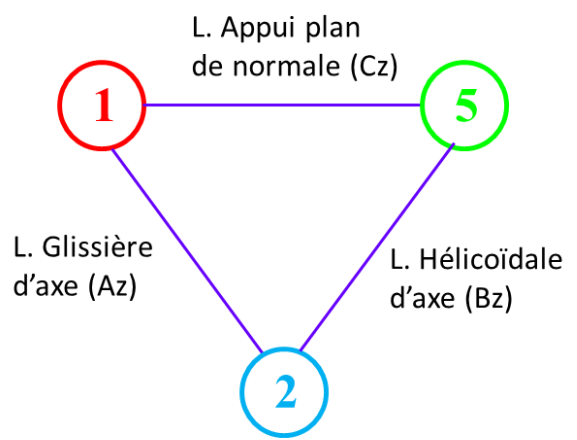 L. Appui plan
de normale (Cz)
1
5
L. Glissière
d’axe (Az)
L. Hélicoïdale
d’axe (Bz)
2